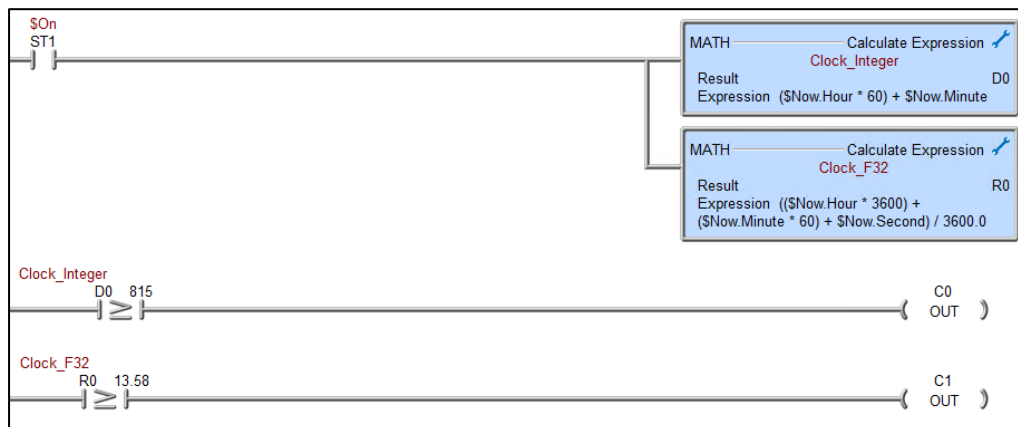 $On
ST1
MATH Calculate Expression
Clock_Integer
Result D0
Expression ($Now.Hour * 60) + $Now.Minute
MATH Calculate Expression
Clock_F32
Result R0
Expression (($Now.Hour * 3600) +
($Now.Minute * 60) + $Now.Second) / 3600.0
Clock_Integer
D0 815
≥
C0
OUT
Clock_F32
R0 13.58
≥
C1
OUT